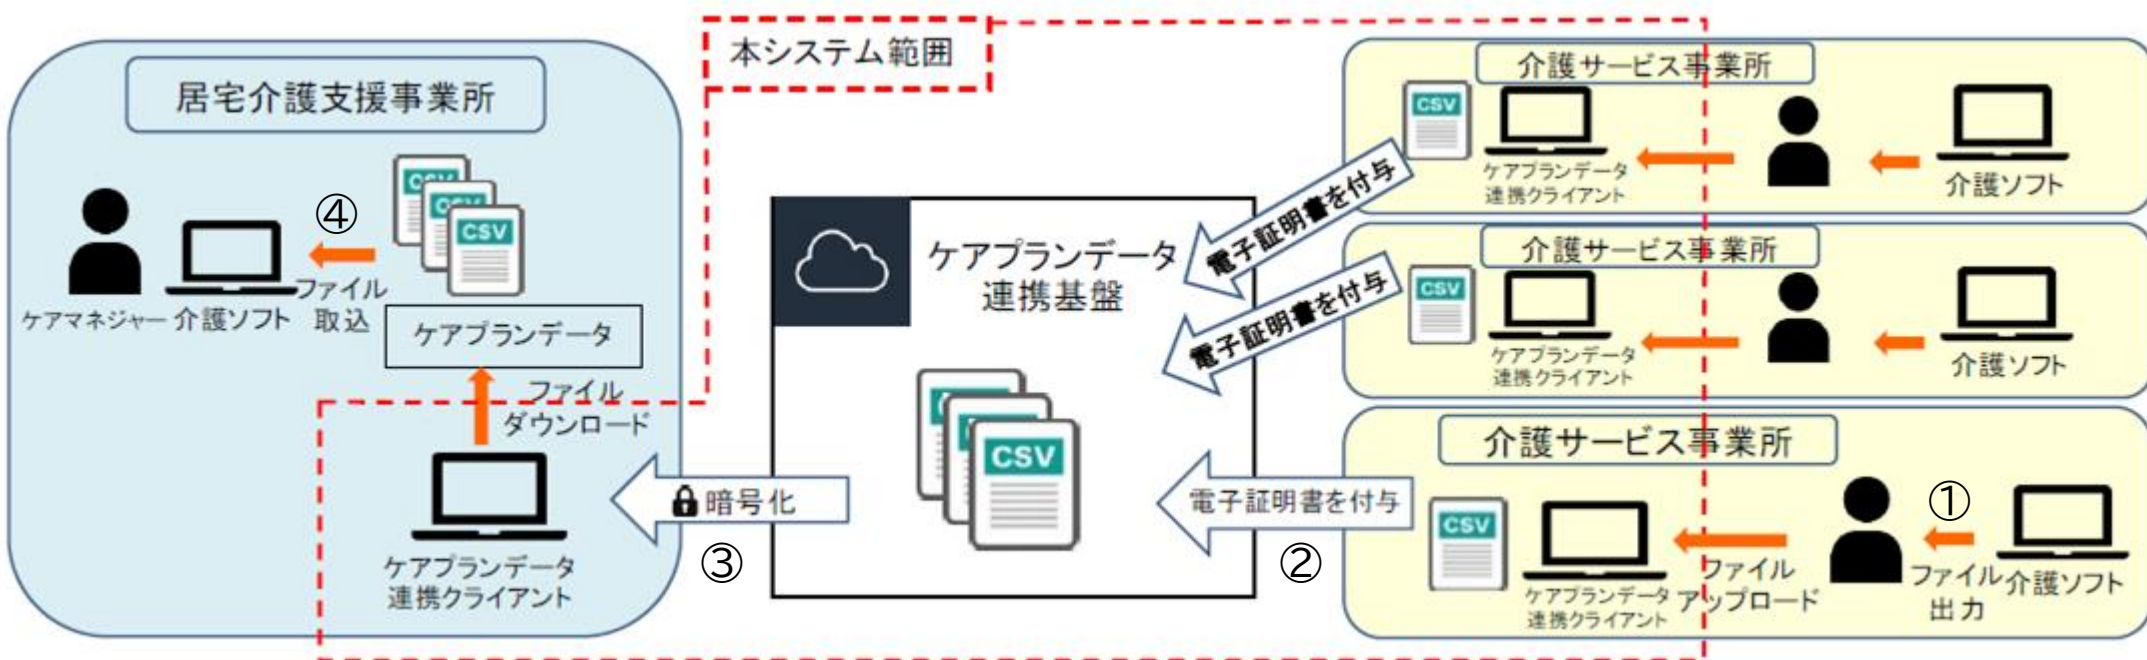 本システム範囲
居宅介護支援事業所
CSV
CSV
CSV
④
ファイル
取込
ケアマネジャー
介護ソフト
ケアプランデータ
ファイル
ダウンロード
ケアプランデータ
連携クライアント
暗号化
③
ケアプランデータ
連携基盤
CSV
電子証明書を付与
電子証明書を付与
電子証明書を付与
②
介護サービス事業所
CSV
ケアプランデータ
連携クライアント
介護ソフト
介護サービス事業所
CSV
ケアプランデータ
連携クライアント
介護ソフト
介護サービス事業所
CSV
ケアプランデータ
連携クライアント
ファイル
アップロード
①
ファイル
出力
介護ソフト